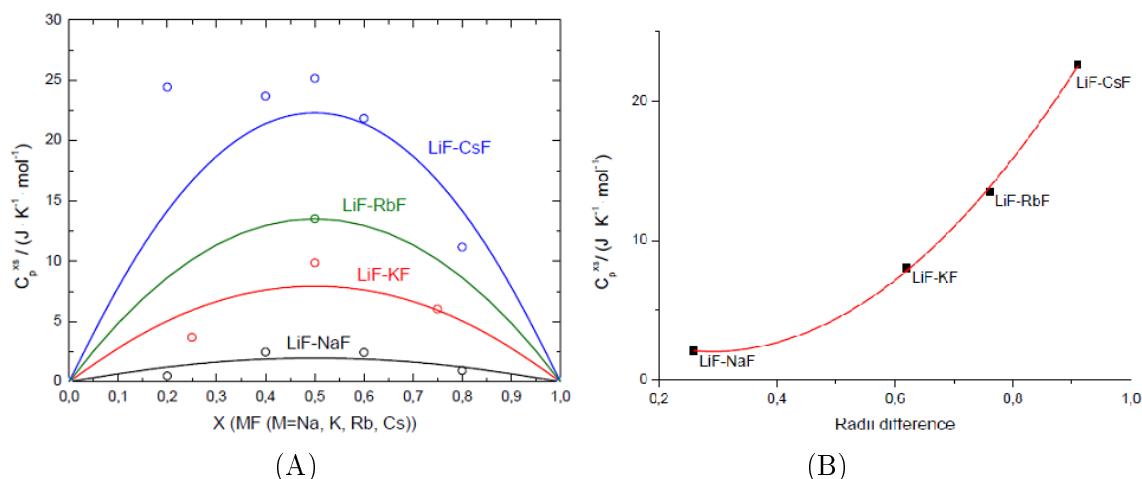 30
25
20
15
10
5
0
C_p^xs / (J · K^-1 · mol^-1)
LiF-CsF
LiF-RbF
LiF-KF
LiF-NaF
0,0 0,1 0,2 0,3 0,4 0,5 0,6 0,7 0,8 0,9 1,0
X (MF (M=Na, K, Rb, Cs))
(A)
20
10
0
C_p^xs / (J · K^-1 · mol^-1)
LiF-CsF
LiF-RbF
LiF-KF
LiF-NaF
0,2 0,4 0,6 0,8 1,0
Radii difference
(B)